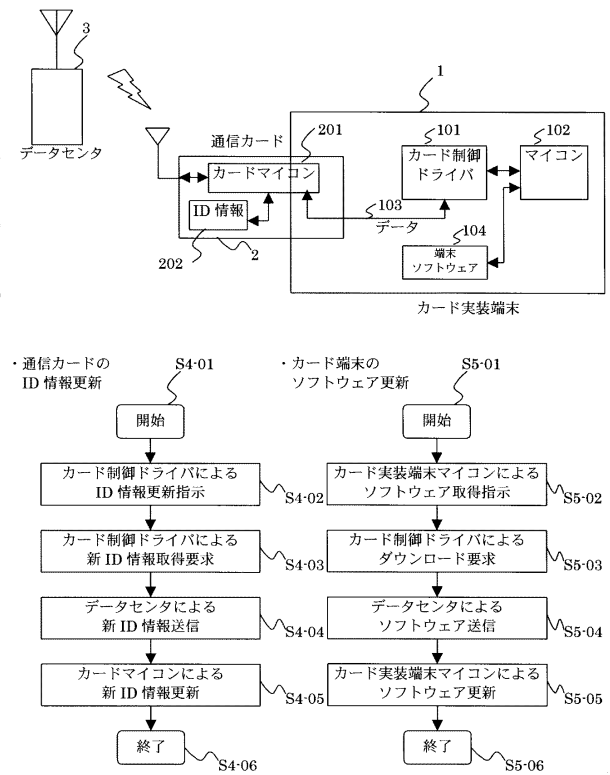 3
データセンタ
1
通信カード
201
カードマイコン
ID 情報
202
2
101
カード制御
ドライバ
102
マイコン
103
データ
104
端末
ソフトウェア
カード実装端末
・通信カードの
ID 情報更新
S4-01
開始
カード制御ドライバによる
ID 情報更新指示
S4-02
カード制御ドライバによる
新 ID 情報取得要求
S4-03
データセンタによる
新 ID 情報送信
S4-04
カードマイコンによる
新 ID 情報更新
S4-05
終了
S4-06
・カード端末の
ソフトウェア更新
S5-01
開始
カード実装端末マイコンによる
ソフトウェア取得指示
S5-02
カード制御ドライバによる
ダウンロード要求
S5-03
データセンタによる
ソフトウェア送信
S5-04
カード実装端末マイコンによる
ソフトウェア更新
S5-05
終了
S5-06